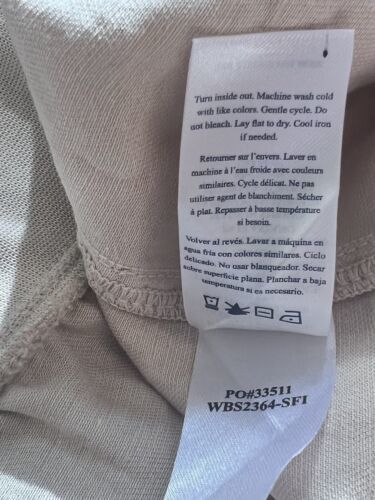 Turn inside out. Machine wash cold
with like colors. Gentle cycle. Do
not bleach. Lay flat to dry. Cool iron
if needed.
Retourner sur l'envers. Laver en
machine à l'eau froide avec couleurs
similaires. Cycle délicat. Ne pas
utiliser agent de blanchiment. Sécher
à plat. Repasser à basse température
si besoin.
Volver al revés. Lavar a máquina en
agua fría con colores similares. Ciclo
delicado. No usar blanqueador. Secar
sobre superficie plana. Planchar a baja
temperatura si es necesario.
PO#33511
WBS2364-SFI